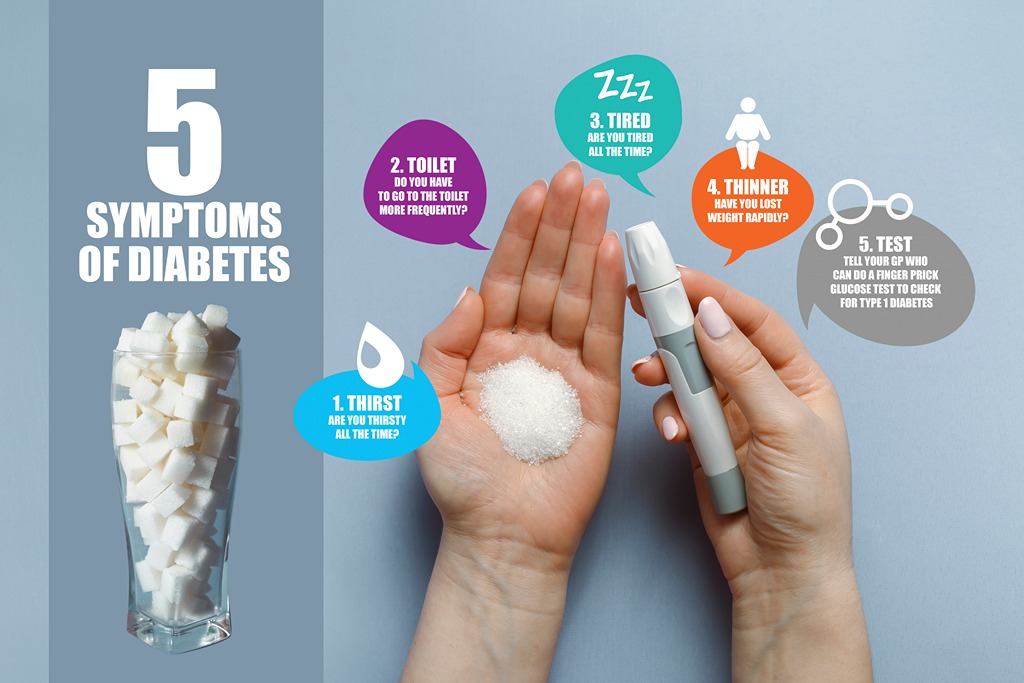 5
SYMPTOMS
OF DIABETES
1. THIRST
ARE YOU THIRSTY
ALL THE TIME?
2. TOILET
DO YOU HAVE
TO GO TO THE TOILET
MORE FREQUENTLY?
ZZZ
3. TIRED
ARE YOU TIRED
ALL THE TIME?
4. THINNER
HAVE YOU LOST
WEIGHT RAPIDLY?
5. TEST
TELL YOUR GP WHO
CAN DO A FINGER PRICK
GLUCOSE TEST TO CHECK
FOR TYPE 1 DIABETES